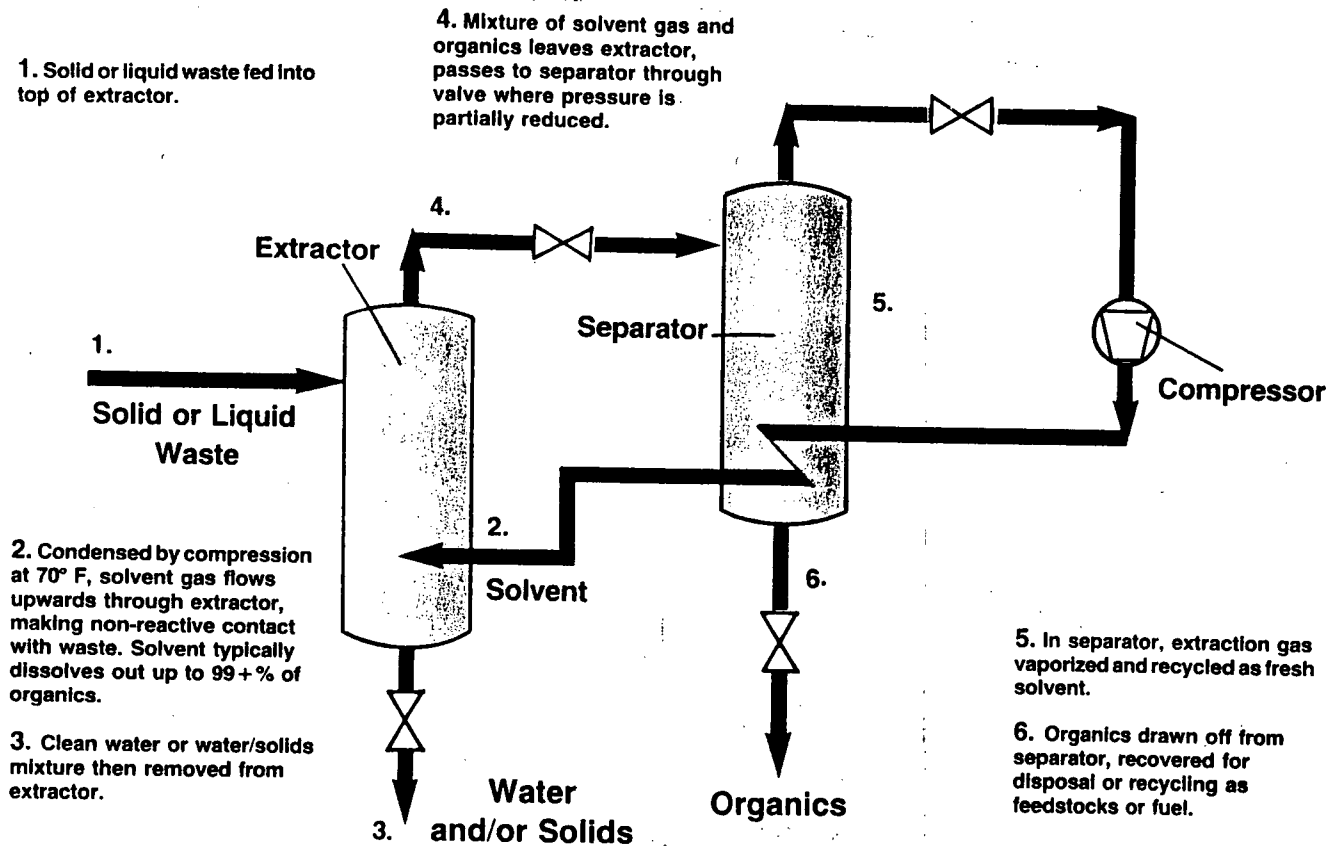 1. Solid or liquid waste fed into
top of extractor.
4. Mixture of solvent gas and
organics leaves extractor,
passes to separator through
valve where pressure is
partially reduced.
4.
Extractor
Separator
5.
Compressor
1.
Solid or Liquid
Waste
2.
Solvent
6.
2. Condensed by compression
at 70° F, solvent gas flows
upwards through extractor,
making non-reactive contact
with waste. Solvent typically
dissolves out up to 99+% of
organics.
3. Clean water or water/solids
mixture then removed from
extractor.
5. In separator, extraction gas
vaporized and recycled as fresh
solvent.
6. Organics drawn off from
separator, recovered for
disposal or recycling as
feedstocks or fuel.
3.
Water
and/or Solids
Organics